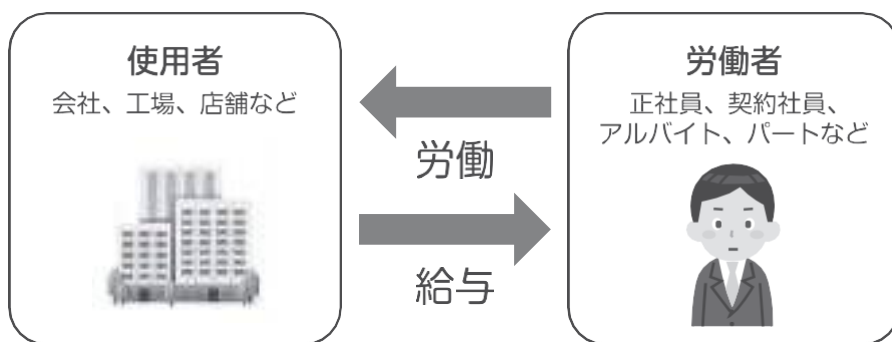 使用者
会社、工場、店舗など
労働
給与
労働者
正社員、契約社員、
アルバイト、パートなど